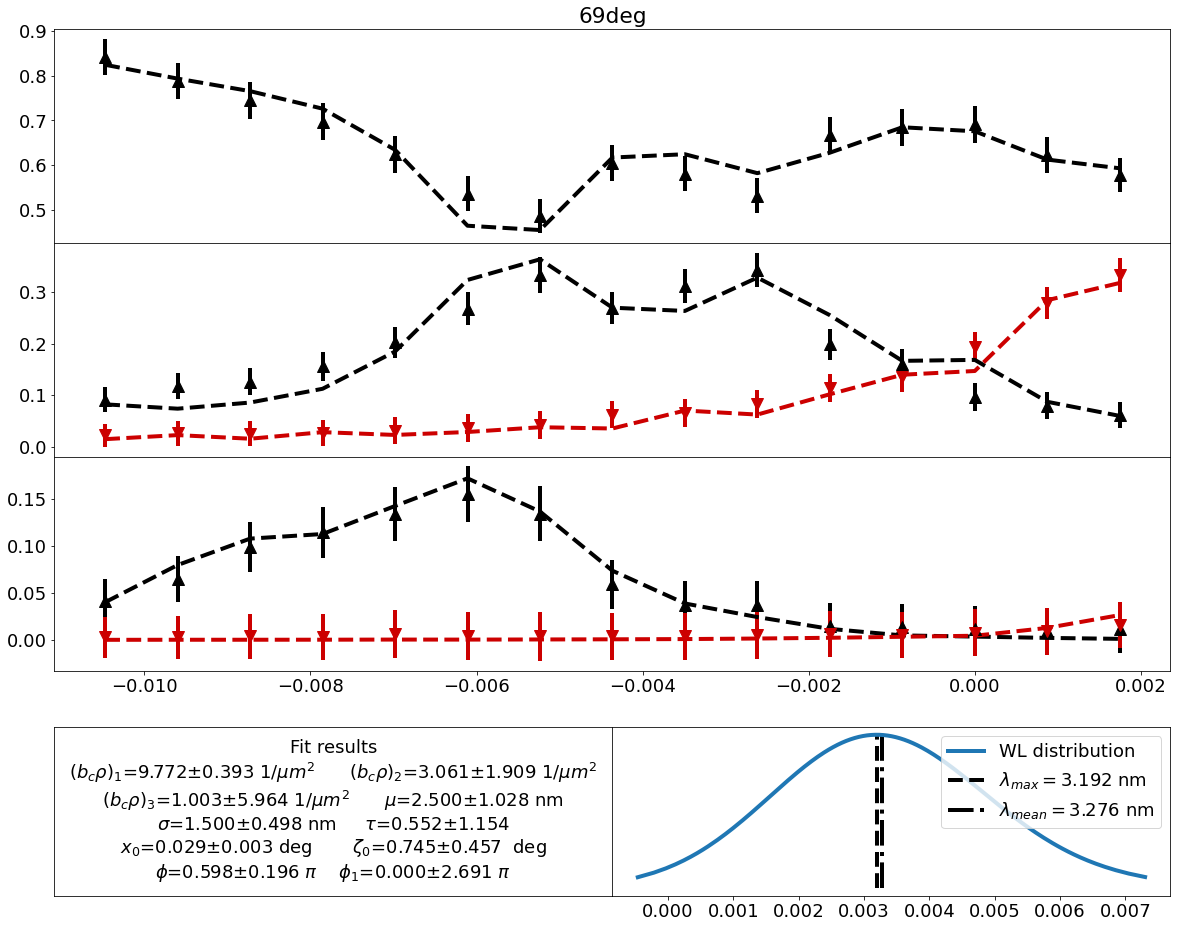 69deg
0.9
0.8
0.7
0.6
0.5
0.3
0.2
0.1
0.0
0.15
0.10
0.05
0.00
−0.010 −0.008 −0.006 −0.004 −0.002 0.000 0.002
Fit results
(b_cρ)_1=9.772±0.393 1/μm^2 (b_cρ)_2=3.061±1.909 1/μm^2
(b_cρ)_3=1.003±5.964 1/μm^2 μ=2.500±1.028 nm
σ=1.500±0.498 nm τ=0.552±1.154
x_0=0.029±0.003 deg ζ_0=0.745±0.457 deg
ϕ=0.598±0.196 π ϕ_1=0.000±2.691 π
WL distribution
λ_max = 3.192 nm
λ_mean = 3.276 nm
0.000 0.001 0.002 0.003 0.004 0.005 0.006 0.007